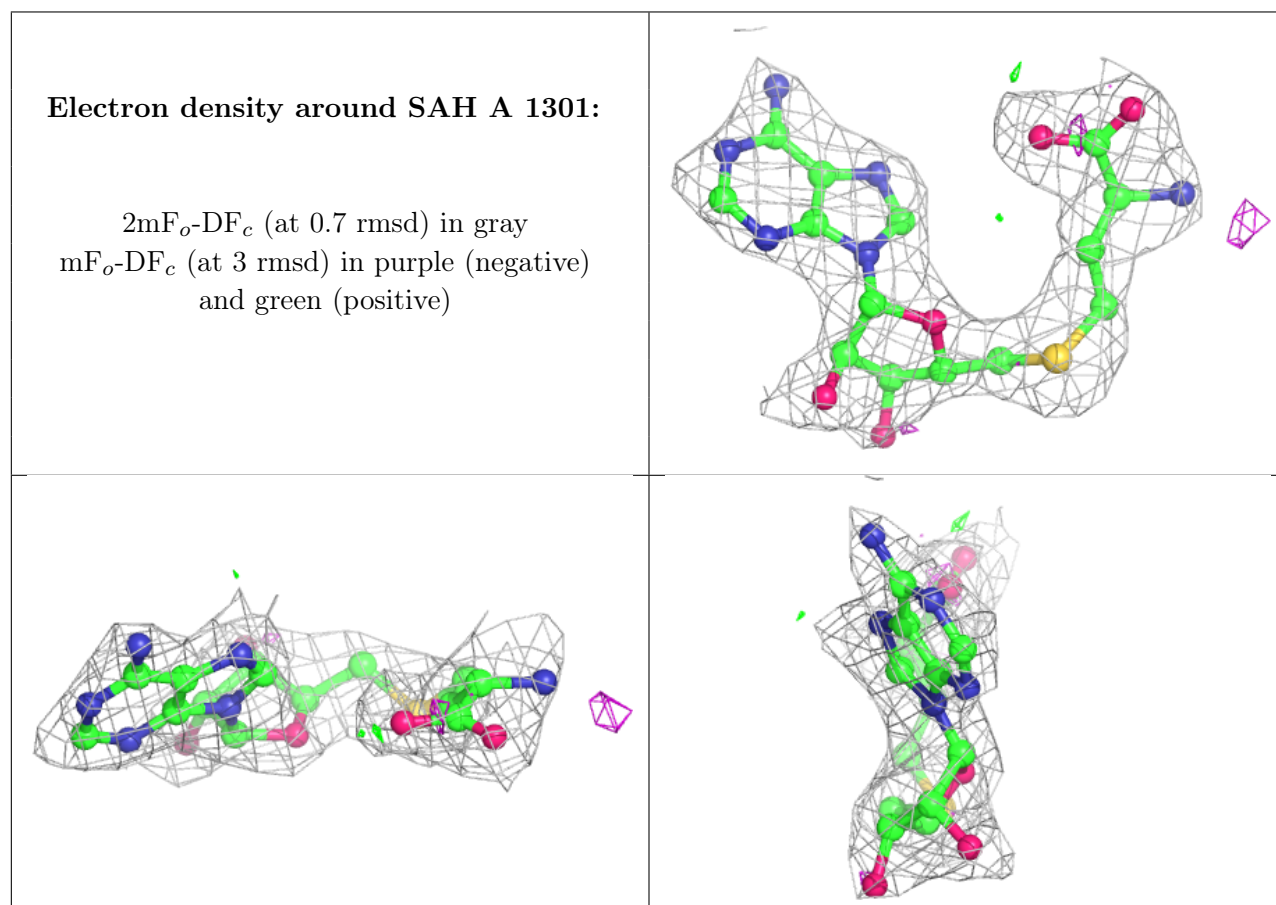 Electron density around SAH A 1301:
2mFo-DFc (at 0.7 rmsd) in gray
mFo-DFc (at 3 rmsd) in purple (negative)
and green (positive)